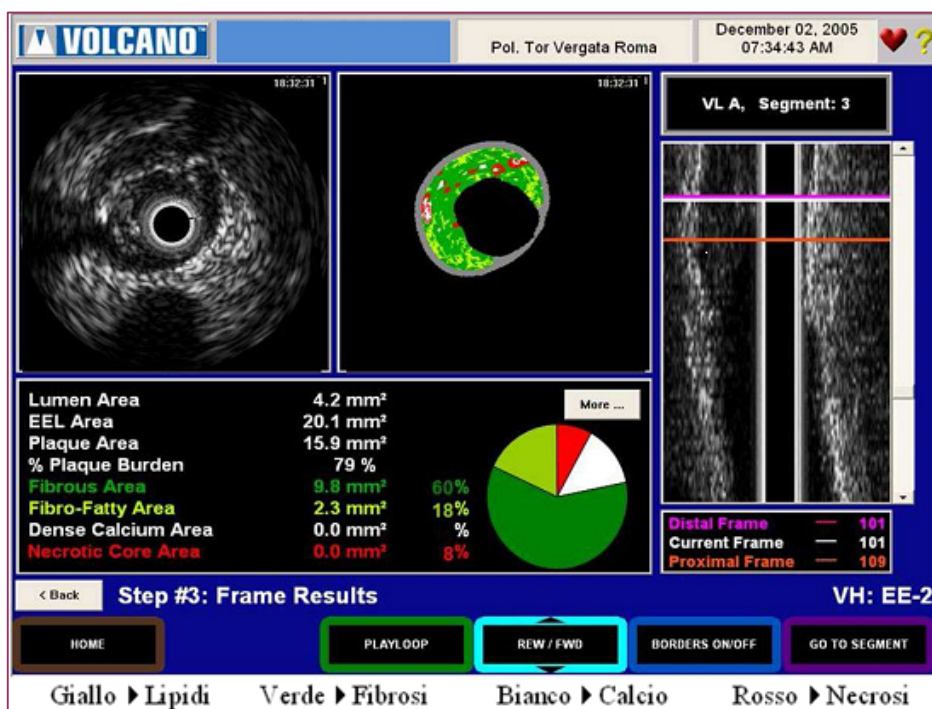 VOLCANO™
Pol. Tor Vergata Roma
December 02, 2005
07:34:43 AM
?
18:32:31 1
18:32:31 1
VL A, Segment: 3
Lumen Area 4.2 mm²
EEL Area 20.1 mm²
Plaque Area 15.9 mm²
% Plaque Burden 79 %
Fibrous Area 9.8 mm² 60%
Fibro-Fatty Area 2.3 mm² 18%
Dense Calcium Area 0.0 mm² %
Necrotic Core Area 0.0 mm² 8%
More ....
Distal Frame — 101
Current Frame — 101
Proximal Frame — 109
< Back
Step #3: Frame Results
VH: EE-2
HOME
PLAYLOOP
REW / FWD
BORDERS ON/OFF
GO TO SEGMENT
Giallo ▶ Lipidi Verde ▶ Fibrosi Bianco ▶ Calcio Rosso ▶ Necrosi